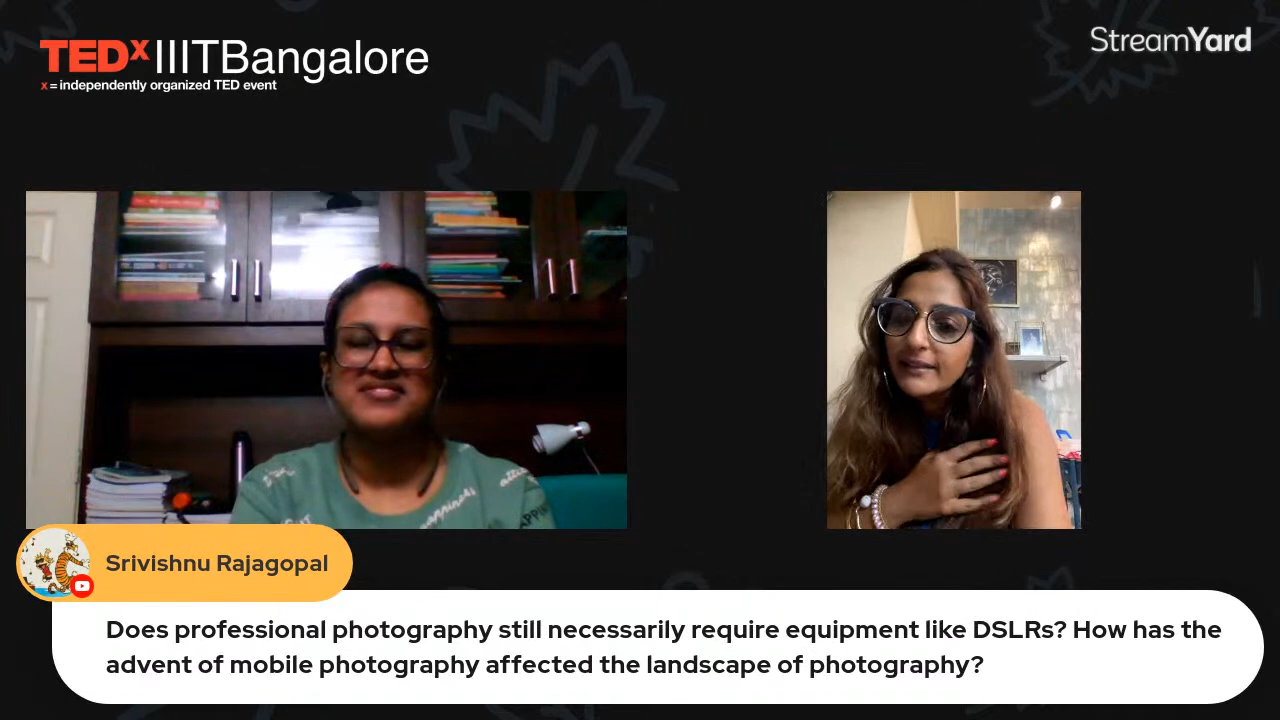 TEDxIIITBangalore
x = independently organized TED event
StreamYard
Srivishnu Rajagopal
Does professional photography still necessarily require equipment like DSLRs? How has the
advent of mobile photography affected the landscape of photography?